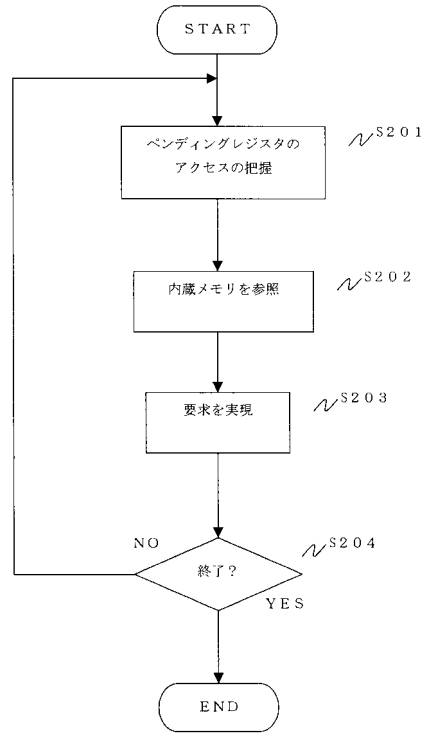 START
ペンディングレジスタの
アクセスの把握
S201
内蔵メモリを参照
S202
要求を実現
S203
終了?
S204
NO
YES
END